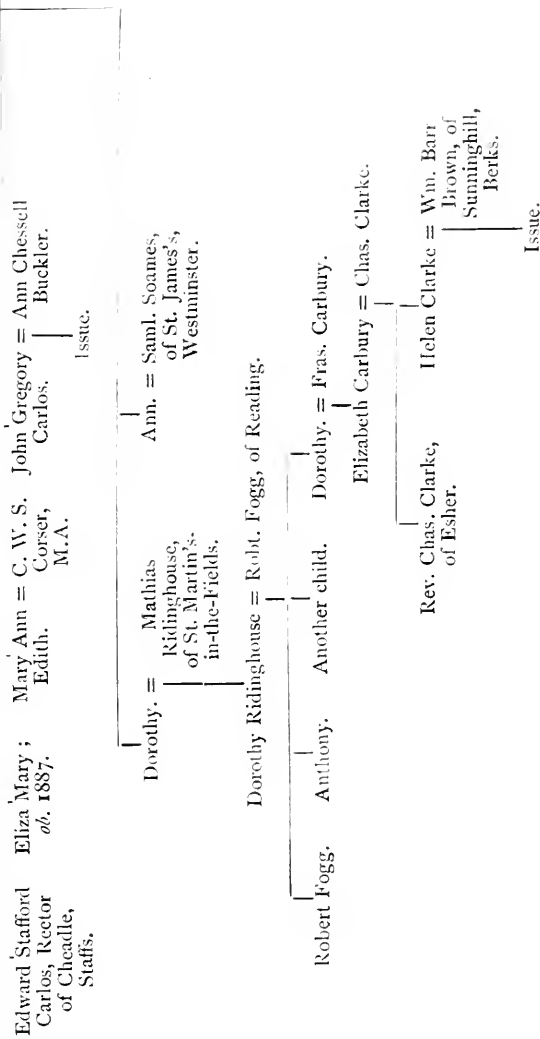 Edward Stafford
Carlos, Rector
of Cheadle,
Staffs.
Eliza Mary ;
ob. 1887.
Mary Ann = C. W. S.
Edith. Corser,
M.A.
John Gregory = Ann Chessell
Carlos. Buckler.
Issue.
Dorothy. = Mathias
Ridinghouse,
of St. Martin's-
in-the-Fields.
Ann. = Saml. Soames,
of St. James's,
Westminster.
Dorothy Ridinghouse = Robt. Fogg, of Reading.
Robert Fogg.
Anthony.
Another child.
Dorothy. = Fras. Carbury.
Elizabeth Carbury = Chas. Clarke.
Rev. Chas. Clarke,
of Esher.
Helen Clarke = Wm. Barr
Brown, of
Sunninghill,
Berks.
Issue.